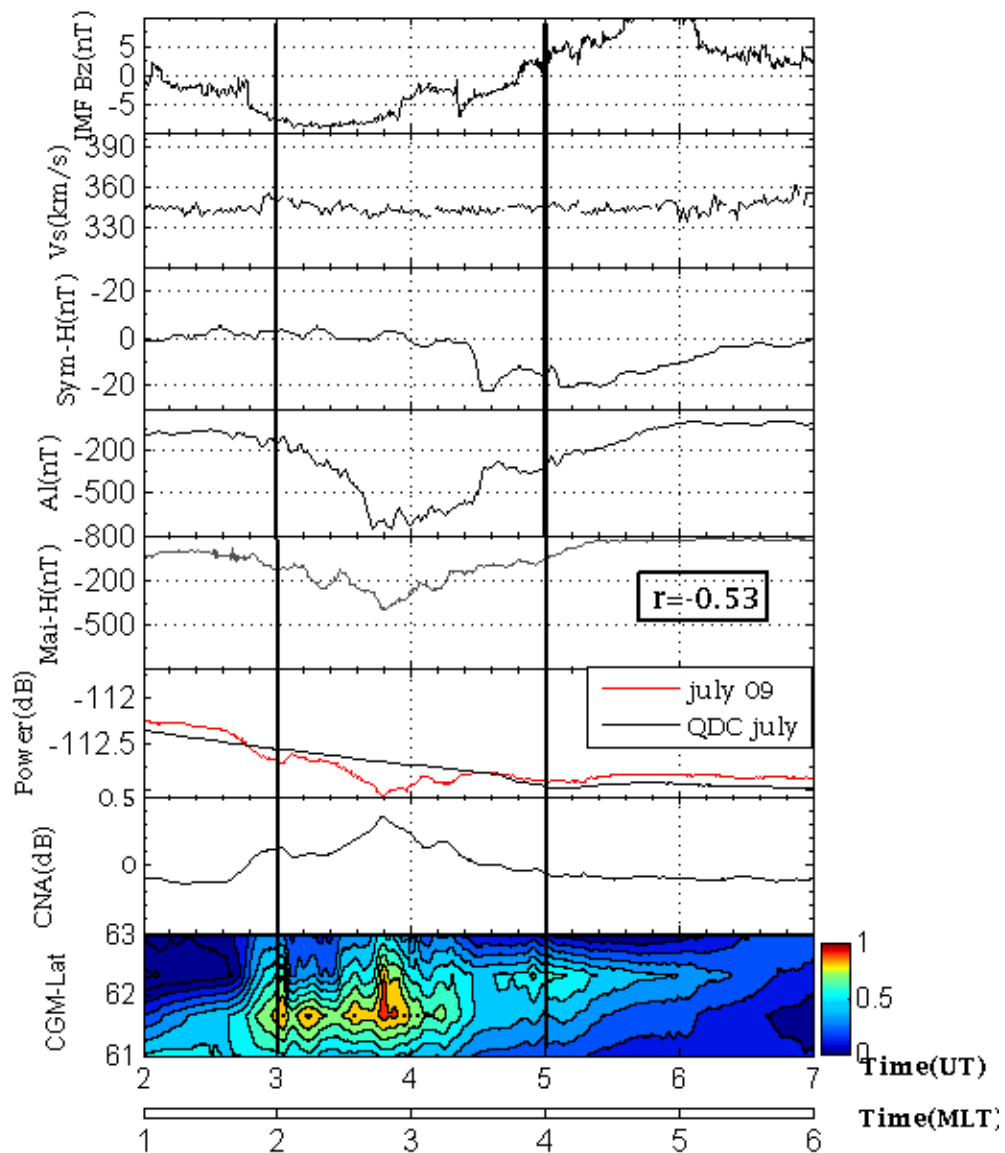 IMF Bz(nT)
5
0
-5
Vs(km/s)
390
360
330
Sym-H(nT)
-20
0
-20
Al(nT)
-200
-500
-800
Mai-H(nT)
-800
-200
-500
r=-0.53
Power(dB)
-112
-112.5
july 09
QDC july
0.5
CNA(dB)
0
CGM-Lat
63
62
61
1
0.5
0
2 3 4 5 6 7
Time(UT)
1 2 3 4 5 6
Time(MLT)